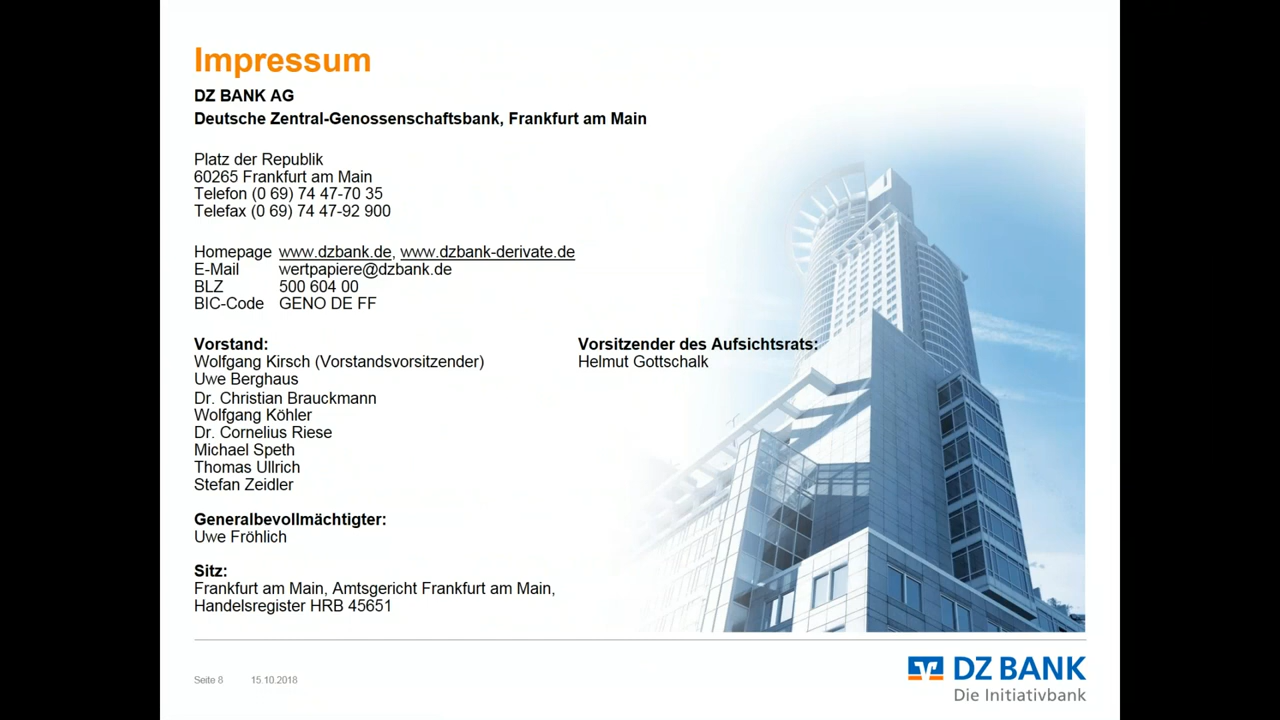 Impressum
DZ BANK AG
Deutsche Zentral-Genossenschaftsbank, Frankfurt am Main
Platz der Republik
60265 Frankfurt am Main
Telefon (0 69) 74 47-70 35
Telefax (0 69) 74 47-92 900
Homepage www.dzbank.de, www.dzbank-derivate.de
E-Mail wertpapiere@dzbank.de
BLZ 500 604 00
BIC-Code GENO DE FF
Vorstand:
Wolfgang Kirsch (Vorstandsvorsitzender)
Uwe Berghaus
Dr. Christian Brauckmann
Wolfgang Köhler
Dr. Cornelius Riese
Michael Speth
Thomas Ullrich
Stefan Zeidler
Vorsitzender des Aufsichtsrats:
Helmut Gottschalk
Generalbevollmächtigter:
Uwe Fröhlich
Sitz:
Frankfurt am Main, Amtsgericht Frankfurt am Main,
Handelsregister HRB 45651
Seite 8 15.10.2018
DZ BANK
Die Initiativbank